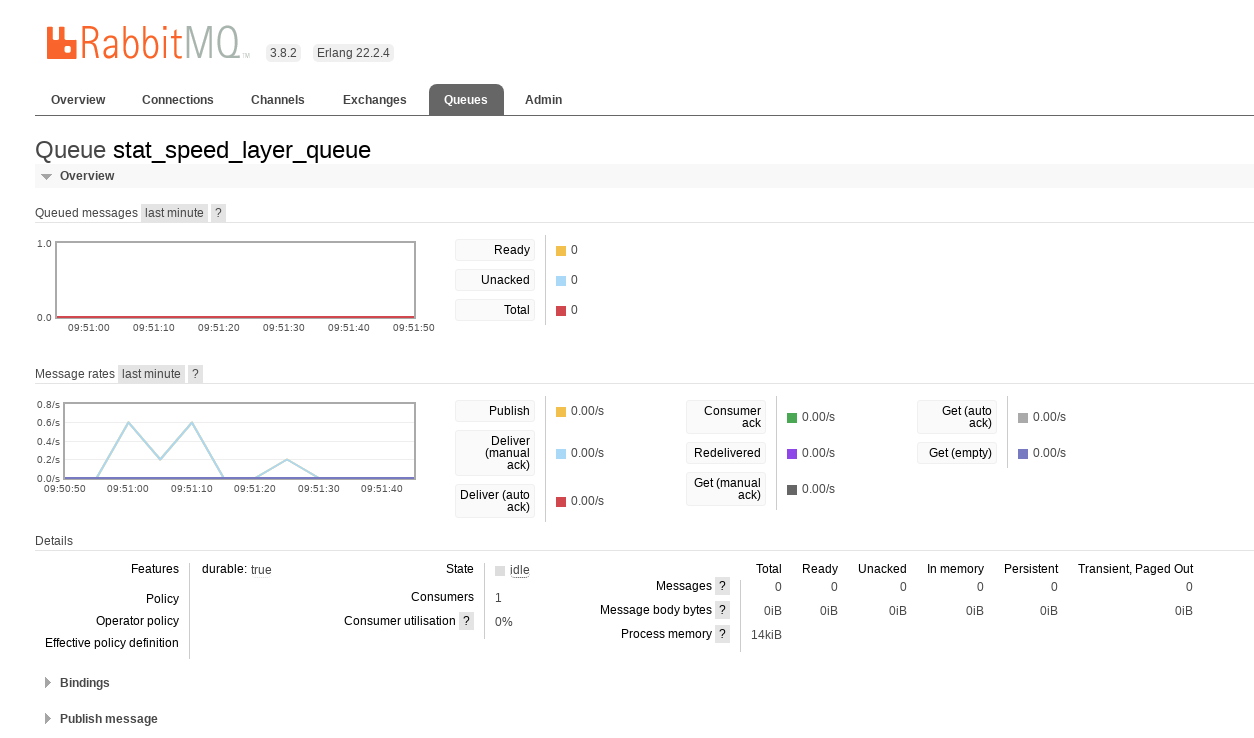 RabbitMQ TM 3.8.2 Erlang 22.2.4
Overview Connections Channels Exchanges Queues Admin
Queue stat_speed_layer_queue
Overview
Queued messages last minute ?
1.0
0.0
09:51:00 09:51:10 09:51:20 09:51:30 09:51:40 09:51:50
Ready 0
Unacked 0
Total 0
Message rates last minute ?
0.8/s
0.6/s
0.4/s
0.2/s
0.0/s
09:50:50 09:51:00 09:51:10 09:51:20 09:51:30 09:51:40
Publish 0.00/s
Deliver
(manual 0.00/s
ack)
Deliver (auto 0.00/s
ack)
Consumer 0.00/s
ack
Redelivered 0.00/s
Get (manual 0.00/s
ack)
Get (auto 0.00/s
ack)
Get (empty) 0.00/s
Details
Features durable: true
Policy
Operator policy
Effective policy definition
State idle
Consumers 1
Consumer utilisation ? 0%
Total Ready Unacked In memory Persistent Transient, Paged Out
Messages ? 0 0 0 0 0 0
Message body bytes ? 0iB 0iB 0iB 0iB 0iB 0iB
Process memory ? 14kiB
Bindings
Publish message